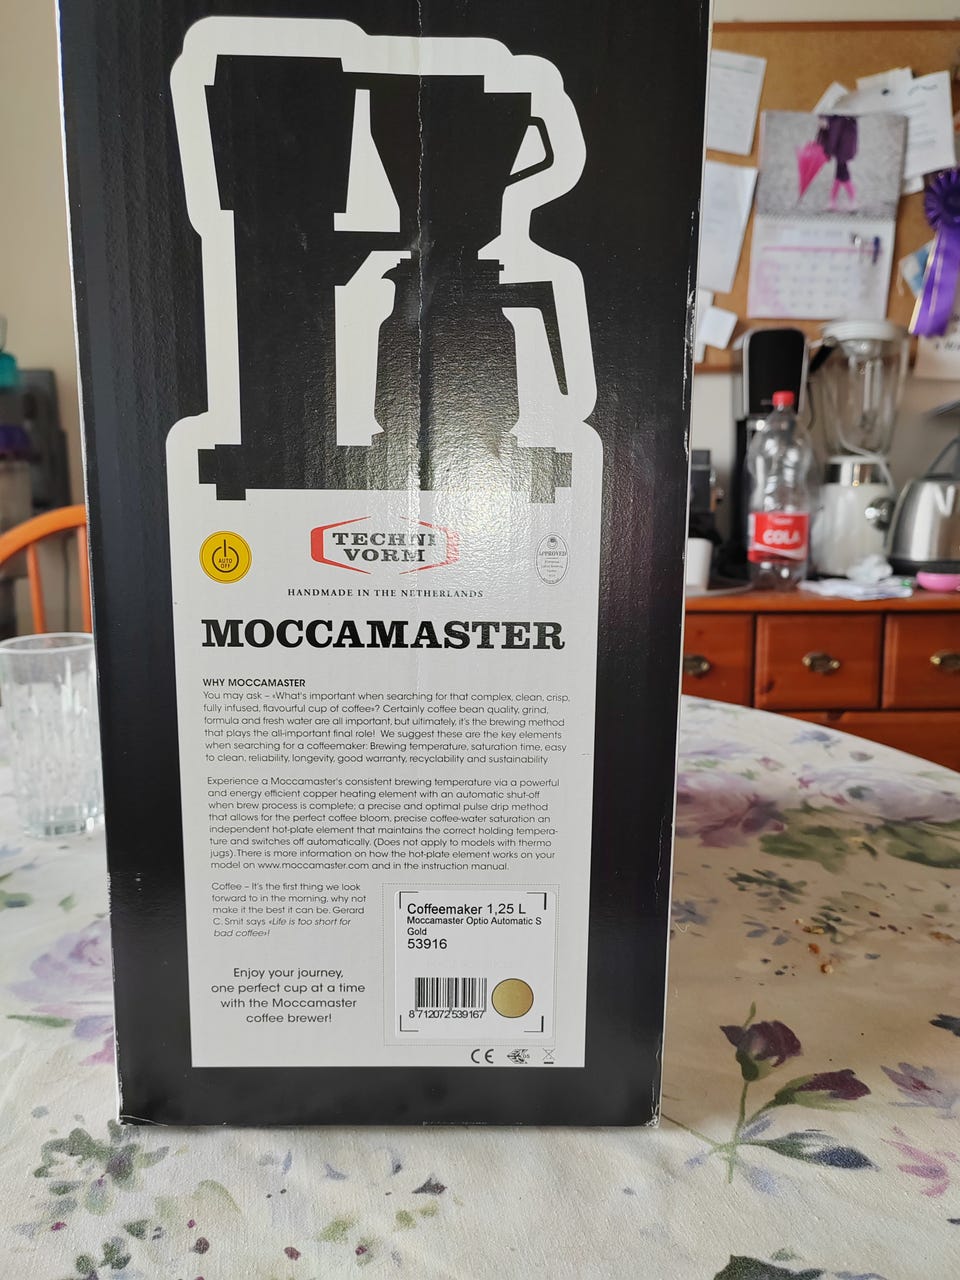 AUTO
OFF
TECHNI
VORM
APPROVED
HANDMADE IN THE NETHERLANDS
MOCCAMASTER
WHY MOCCAMASTER
You may ask – «What's important when searching for that complex, clean, crisp,
fully infused, flavourful cup of coffee»? Certainly coffee bean quality, grind,
formula and fresh water are all important, but ultimately, it's the brewing method
that plays the all-important final role! We suggest these are the key elements
when searching for a coffeemaker: Brewing temperature, saturation time, easy
to clean, reliability, longevity, good warranty, recyclability and sustainability
Experience a Moccamaster's consistent brewing temperature via a powerful
and energy efficient copper heating element with an automatic shut-off
when brew process is complete; a precise and optimal pulse drip method
that allows for the perfect coffee bloom, precise coffee-water saturation an
independent hot-plate element that maintains the correct holding tempera-
ture and switches off automatically. (Does not apply to models with thermo
jugs). There is more information on how the hot-plate element works on your
model on www.moccamaster.com and in the instruction manual.
Coffee – It's the first thing we look
forward to in the morning, why not
make it the best it can be. Gerard
C. Smit says «Life is too short for
bad coffee»!
Enjoy your journey,
one perfect cup at a time
with the Moccamaster
coffee brewer!
Coffeemaker 1,25 L
Moccamaster Optio Automatic S
Gold
53916
8 712072 539167
CE
COLA